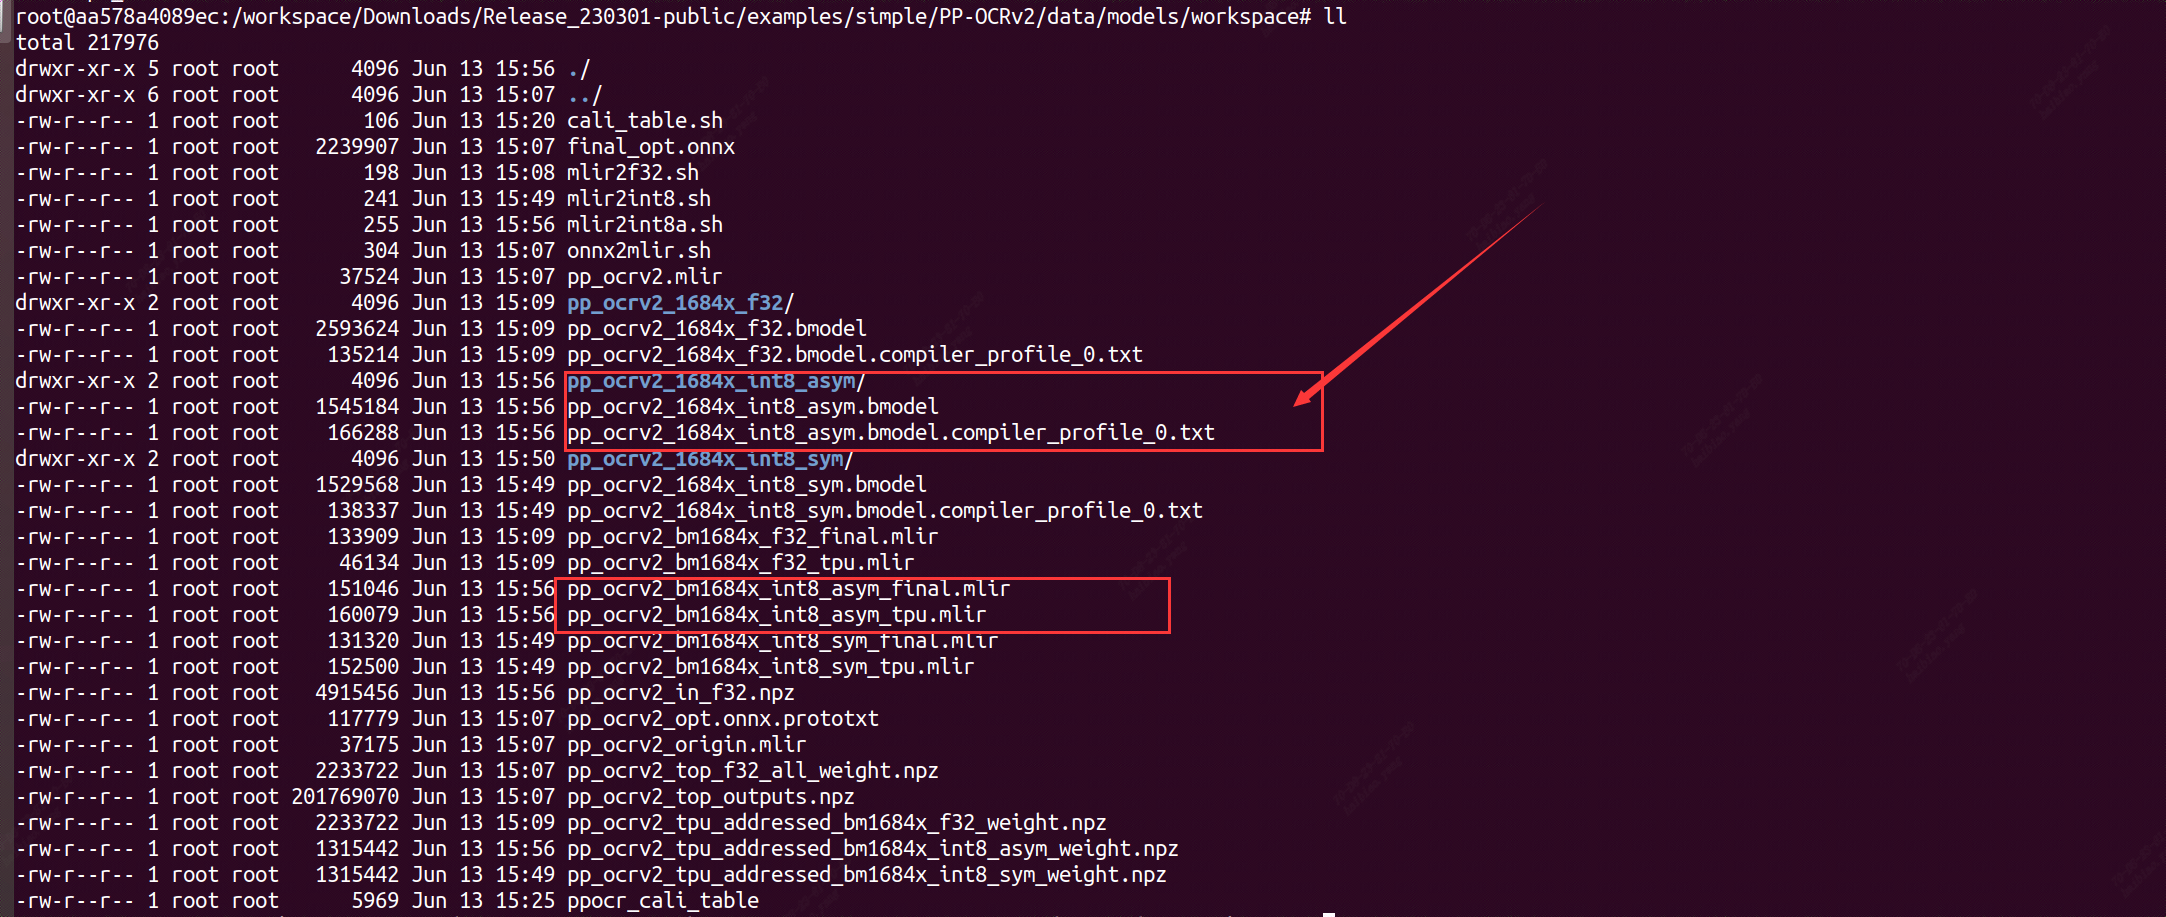 root@aa578a4089ec:/workspace/Downloads/Release_230301-public/examples/simple/PP-OCRv2/data/models/workspace# ll
total 217976
drwxr-xr-x 5 root root      4096 Jun 13 15:56 ./
drwxr-xr-x 6 root root      4096 Jun 13 15:07 ../
-rw-r--r-- 1 root root       106 Jun 13 15:20 cali_table.sh
-rw-r--r-- 1 root root   2239907 Jun 13 15:07 final_opt.onnx
-rw-r--r-- 1 root root       198 Jun 13 15:08 mlir2f32.sh
-rw-r--r-- 1 root root       241 Jun 13 15:49 mlir2int8.sh
-rw-r--r-- 1 root root       255 Jun 13 15:56 mlir2int8a.sh
-rw-r--r-- 1 root root       304 Jun 13 15:07 onnx2mlir.sh
-rw-r--r-- 1 root root     37524 Jun 13 15:07 pp_ocrv2.mlir
drwxr-xr-x 2 root root      4096 Jun 13 15:09 pp_ocrv2_1684x_f32/
-rw-r--r-- 1 root root   2593624 Jun 13 15:09 pp_ocrv2_1684x_f32.bmodel
-rw-r--r-- 1 root root    135214 Jun 13 15:09 pp_ocrv2_1684x_f32.bmodel.compiler_profile_0.txt
drwxr-xr-x 2 root root      4096 Jun 13 15:56 pp_ocrv2_1684x_int8_asym/
-rw-r--r-- 1 root root   1545184 Jun 13 15:56 pp_ocrv2_1684x_int8_asym.bmodel
-rw-r--r-- 1 root root    166288 Jun 13 15:56 pp_ocrv2_1684x_int8_asym.bmodel.compiler_profile_0.txt
drwxr-xr-x 2 root root      4096 Jun 13 15:50 pp_ocrv2_1684x_int8_sym/
-rw-r--r-- 1 root root   1529568 Jun 13 15:49 pp_ocrv2_1684x_int8_sym.bmodel
-rw-r--r-- 1 root root    138337 Jun 13 15:49 pp_ocrv2_1684x_int8_sym.bmodel.compiler_profile_0.txt
-rw-r--r-- 1 root root    133909 Jun 13 15:09 pp_ocrv2_bm1684x_f32_final.mlir
-rw-r--r-- 1 root root     46134 Jun 13 15:09 pp_ocrv2_bm1684x_f32_tpu.mlir
-rw-r--r-- 1 root root    151046 Jun 13 15:56 pp_ocrv2_bm1684x_int8_asym_final.mlir
-rw-r--r-- 1 root root    160079 Jun 13 15:56 pp_ocrv2_bm1684x_int8_asym_tpu.mlir
-rw-r--r-- 1 root root    131320 Jun 13 15:49 pp_ocrv2_bm1684x_int8_sym_final.mlir
-rw-r--r-- 1 root root    152500 Jun 13 15:49 pp_ocrv2_bm1684x_int8_sym_tpu.mlir
-rw-r--r-- 1 root root   4915456 Jun 13 15:56 pp_ocrv2_in_f32.npz
-rw-r--r-- 1 root root    117779 Jun 13 15:07 pp_ocrv2_opt.onnx.prototxt
-rw-r--r-- 1 root root     37175 Jun 13 15:07 pp_ocrv2_origin.mlir
-rw-r--r-- 1 root root   2233722 Jun 13 15:07 pp_ocrv2_top_f32_all_weight.npz
-rw-r--r-- 1 root root 201769070 Jun 13 15:07 pp_ocrv2_top_outputs.npz
-rw-r--r-- 1 root root   2233722 Jun 13 15:09 pp_ocrv2_tpu_addressed_bm1684x_f32_weight.npz
-rw-r--r-- 1 root root   1315442 Jun 13 15:56 pp_ocrv2_tpu_addressed_bm1684x_int8_asym_weight.npz
-rw-r--r-- 1 root root   1315442 Jun 13 15:49 pp_ocrv2_tpu_addressed_bm1684x_int8_sym_weight.npz
-rw-r--r-- 1 root root      5969 Jun 13 15:25 ppocr_cali_table